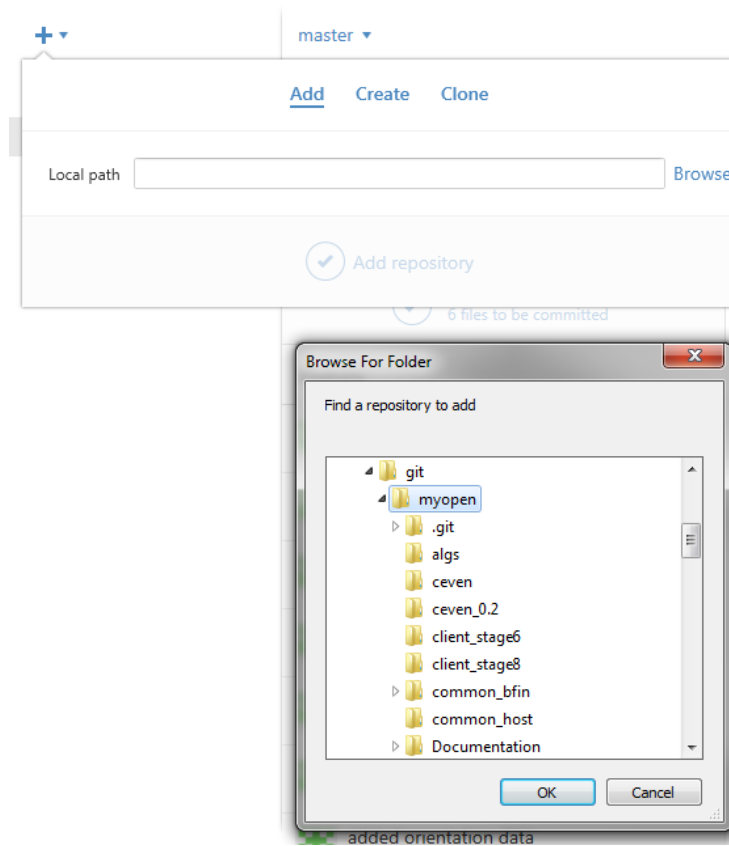 master
Add Create Clone
Local path Browse
Add repository
6 files to be committed
Browse For Folder
Find a repository to add
git
myopen
.git
algs
ceven
ceven_0.2
client_stage6
client_stage8
common_bfin
common_host
Documentation
OK Cancel
added orientation data